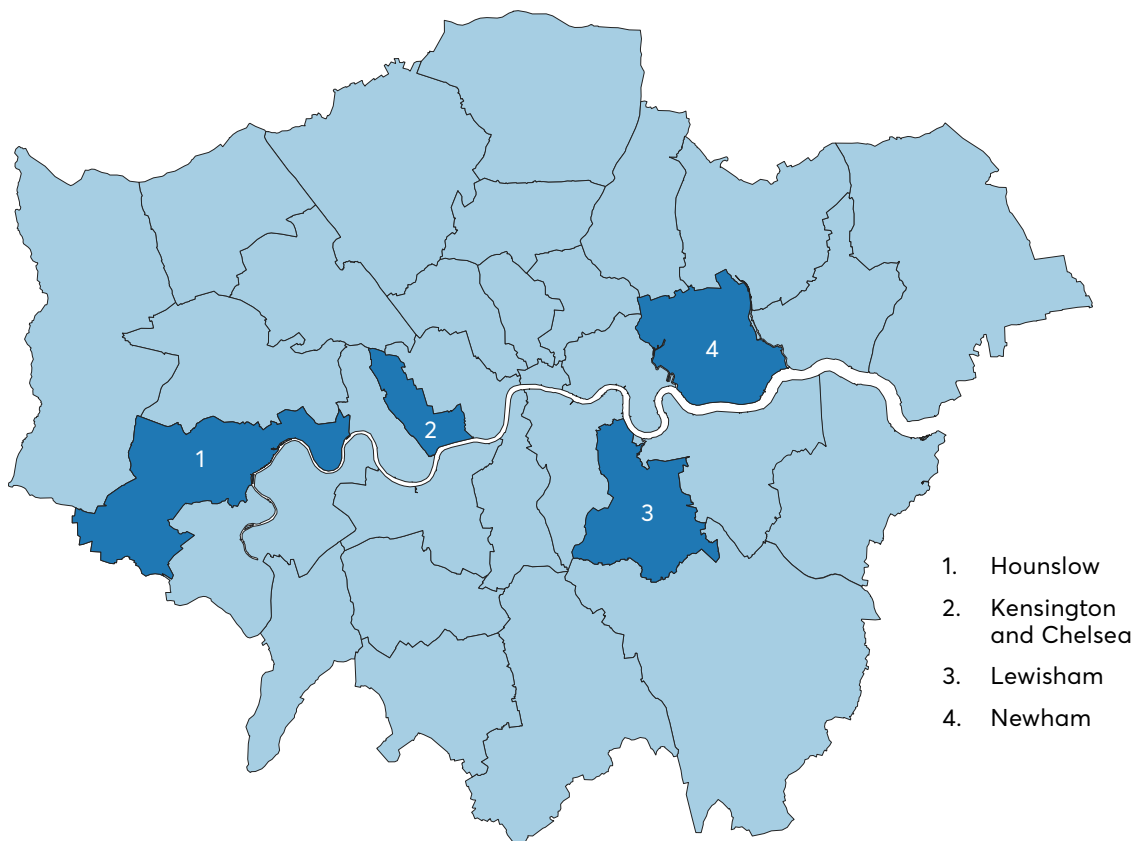 1
2
3
4
1. Hounslow
2. Kensington
and Chelsea
3. Lewisham
4. Newham